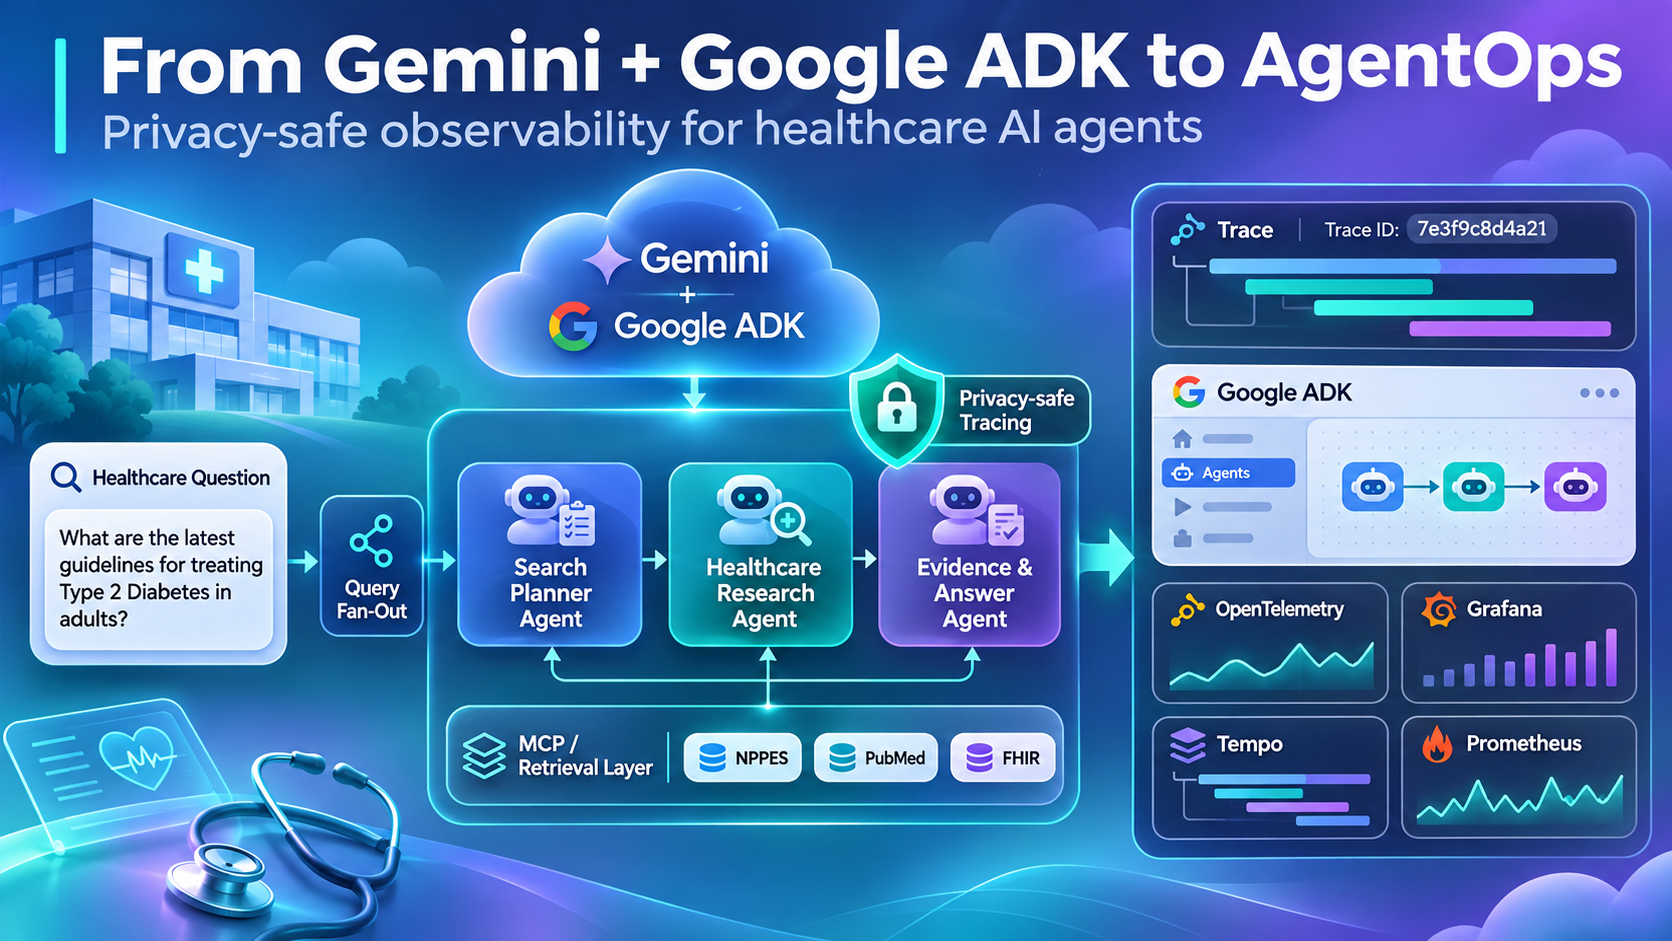 From Gemini + Google ADK to AgentOps
Privacy-safe observability for healthcare AI agents
Gemini
+
Google ADK
Privacy-safe
Tracing
Healthcare Question
What are the latest
guidelines for treating
Type 2 Diabetes in
adults?
Query
Fan-Out
Search
Planner
Agent
Healthcare
Research
Agent
Evidence &
Answer
Agent
MCP /
Retrieval Layer
NPPES
PubMed
FHIR
Trace
Trace ID: 7e3f9c8d4a21
Google ADK
Agents
OpenTelemetry
Grafana
Tempo
Prometheus